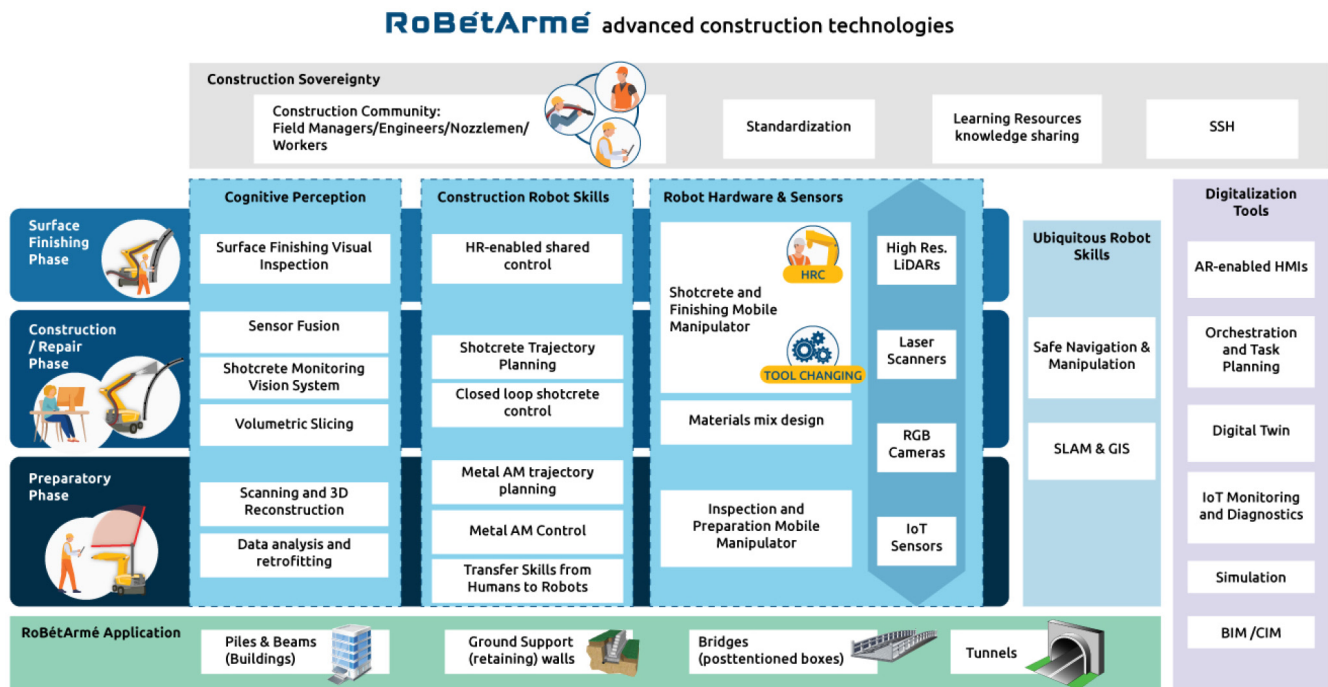 RoBétArmé advanced construction technologies
Construction Sovereignty
Construction Community:
Field Managers/Engineers/Nozzlemen/
Workers
Standardization
Learning Resources
knowledge sharing
SSH
Surface
Finishing
Phase
Construction
/ Repair
Phase
Preparatory
Phase
Cognitive Perception
Surface Finishing Visual
Inspection
Sensor Fusion
Shotcrete Monitoring
Vision System
Volumetric Slicing
Scanning and 3D
Reconstruction
Data analysis and
retrofitting
Construction Robot Skills
HR-enabled shared
control
Shotcrete Trajectory
Planning
Closed loop shotcrete
control
Metal AM trajectory
planning
Metal AM Control
Transfer Skills from
Humans to Robots
Robot Hardware & Sensors
HRC
Shotcrete and
Finishing Mobile
Manipulator
TOOL CHANGING
Materials mix design
Inspection and
Preparation Mobile
Manipulator
High Res.
LiDARs
Laser
Scanners
RGB
Cameras
IoT
Sensors
Ubiquitous Robot
Skills
Safe Navigation &
Manipulation
SLAM & GIS
Digitalization
Tools
AR-enabled HMIs
Orchestration
and Task
Planning
Digital Twin
IoT Monitoring
and Diagnostics
Simulation
BIM /CIM
RoBétArmé Application
Piles & Beams
(Buildings)
Ground Support
(retaining) walls
Bridges
(posttentioned boxes)
Tunnels